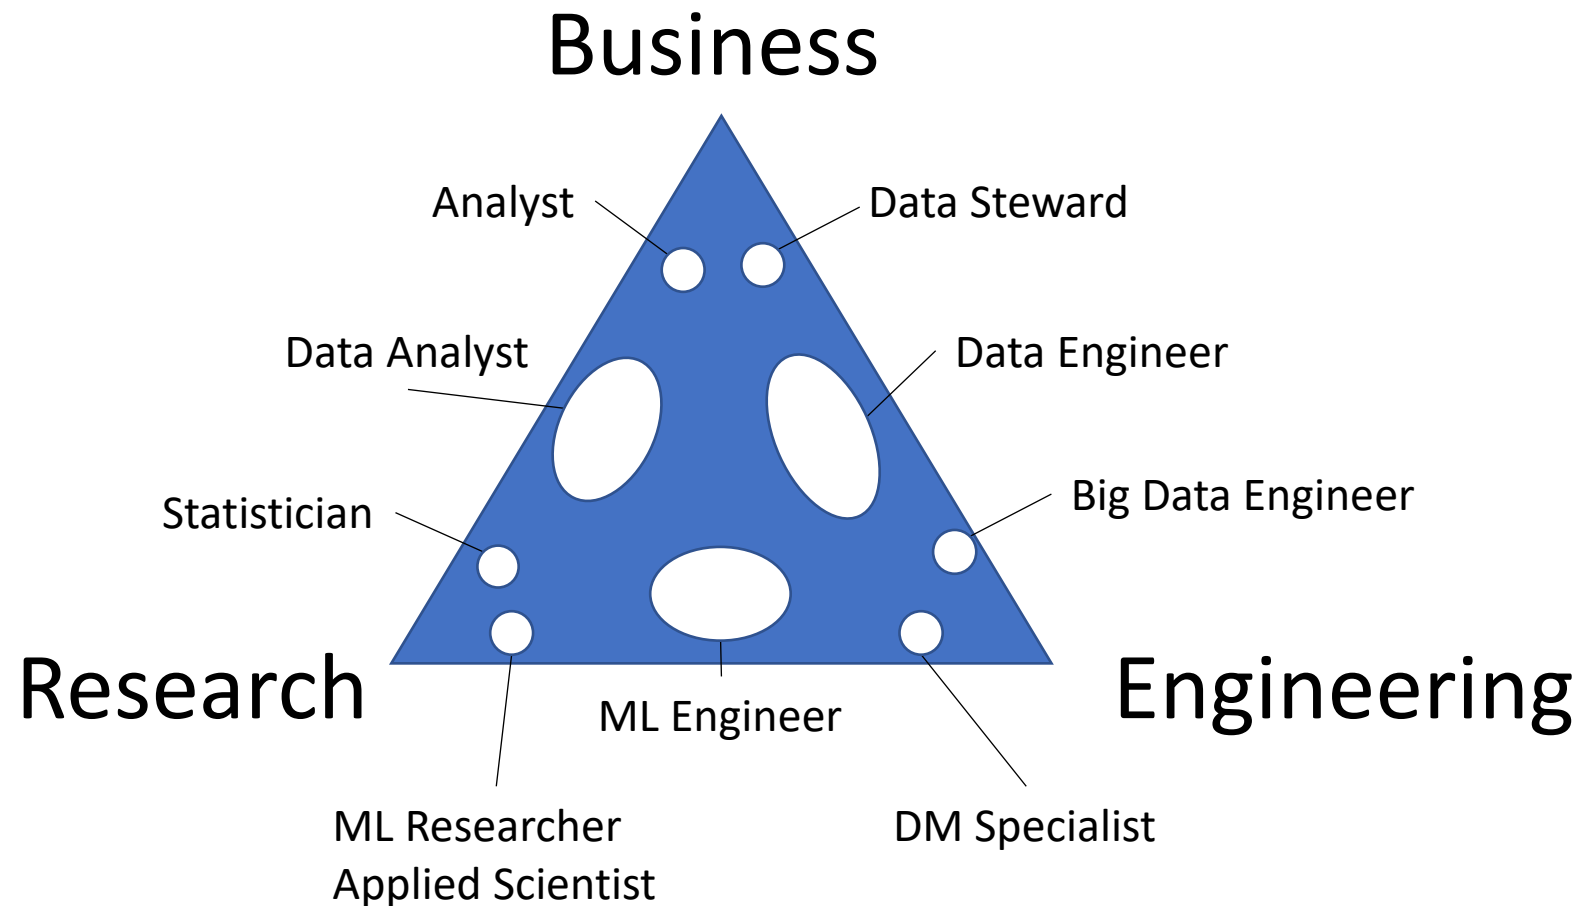 Business
Analyst
Data Steward
Data Analyst
Data Engineer
Big Data Engineer
Statistician
Research
Engineering
ML Engineer
ML Researcher
Applied Scientist
DM Specialist